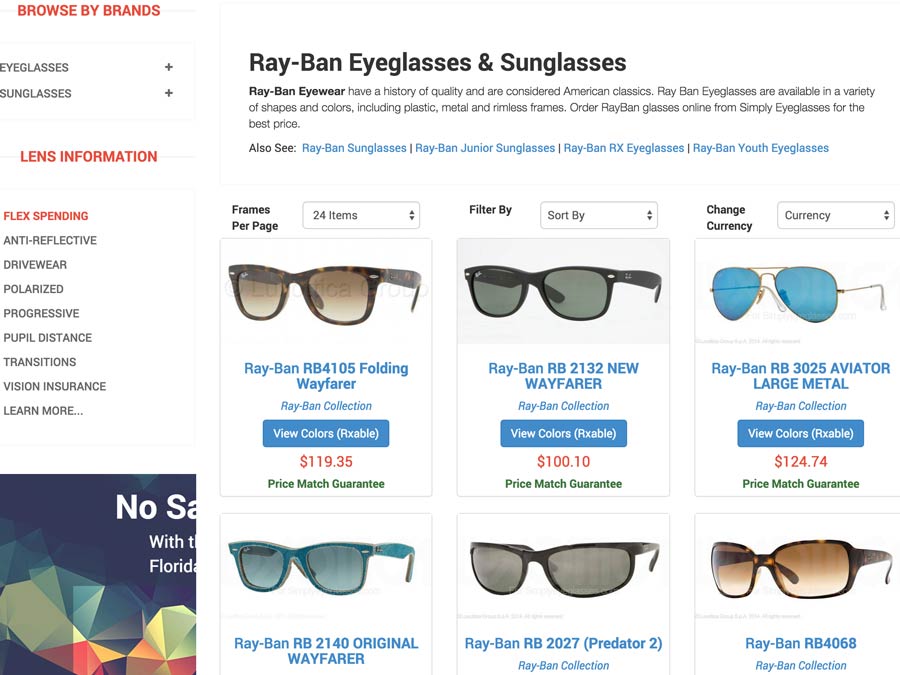 BROWSE BY BRANDS
EYEGLASSES +
SUNGLASSES +
LENS INFORMATION
FLEX SPENDING
ANTI-REFLECTIVE
DRIVEWEAR
POLARIZED
PROGRESSIVE
PUPIL DISTANCE
TRANSITIONS
VISION INSURANCE
LEARN MORE...
No Sa
With th
Florida
Ray-Ban Eyeglasses & Sunglasses
Ray-Ban Eyewear have a history of quality and are considered American classics. Ray Ban Eyeglasses are available in a variety
of shapes and colors, including plastic, metal and rimless frames. Order RayBan glasses online from Simply Eyeglasses for the
best price.
Also See: Ray-Ban Sunglasses | Ray-Ban Junior Sunglasses | Ray-Ban RX Eyeglasses | Ray-Ban Youth Eyeglasses
Frames
Per Page
24 Items
Filter By
Sort By
Change
Currency
Currency
Ray-Ban RB4105 Folding
Wayfarer
Ray-Ban Collection
View Colors (Rxable)
$119.35
Price Match Guarantee
Ray-Ban RB 2132 NEW
WAYFARER
Ray-Ban Collection
View Colors (Rxable)
$100.10
Price Match Guarantee
Ray-Ban RB 3025 AVIATOR
LARGE METAL
Ray-Ban Collection
View Colors (Rxable)
$124.74
Price Match Guarantee
Ray-Ban RB 2140 ORIGINAL
WAYFARER
Ray-Ban RB 2027 (Predator 2)
Ray-Ban Collection
Ray-Ban RB4068
Ray-Ban Collection